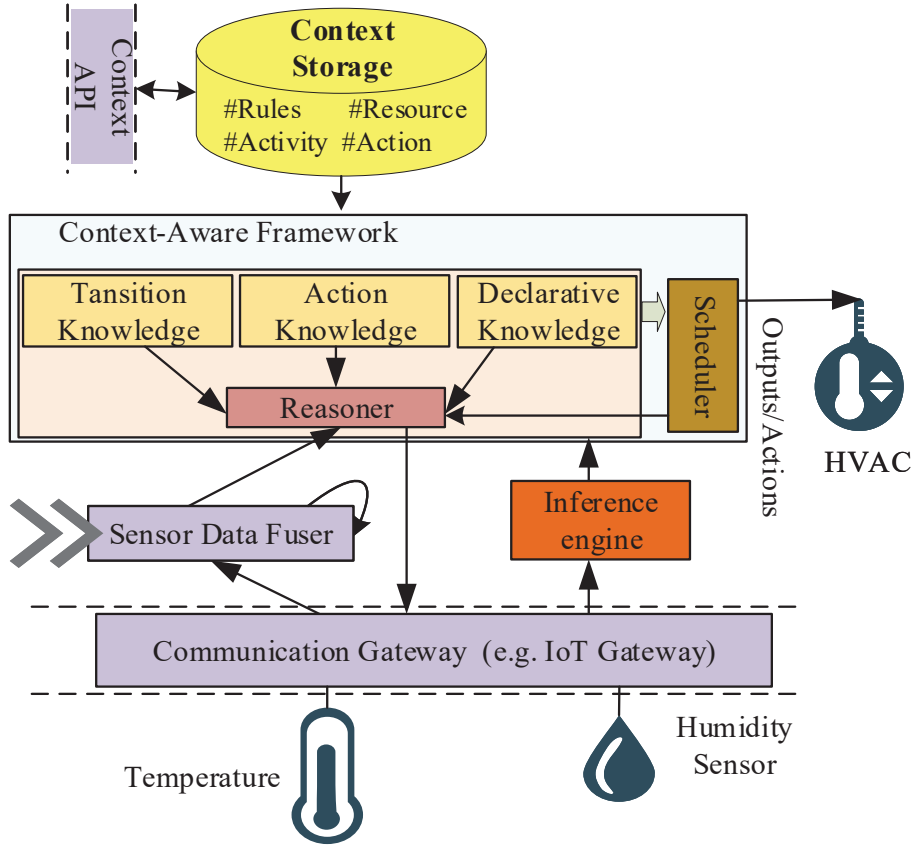 Context
API
Context
Storage
#Rules #Resource
#Activity #Action
Context-Aware Framework
Tansition
Knowledge
Action
Knowledge
Declarative
Knowledge
Scheduler
Reasoner
Outputs/Actions
HVAC
Sensor Data Fuser
Inference
engine
Communication Gateway (e.g. IoT Gateway)
Temperature
Humidity
Sensor